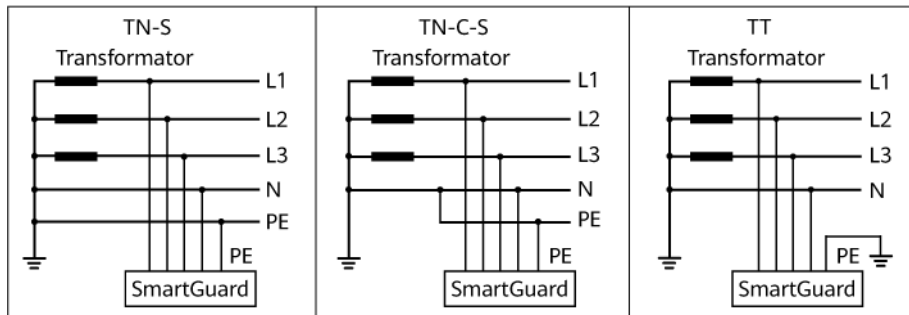 TN-S
Transformator
L1
L2
L3
N
PE
PE
SmartGuard
TN-C-S
Transformator
L1
L2
L3
N
PE
PE
SmartGuard
TT
Transformator
L1
L2
L3
N
PE
SmartGuard